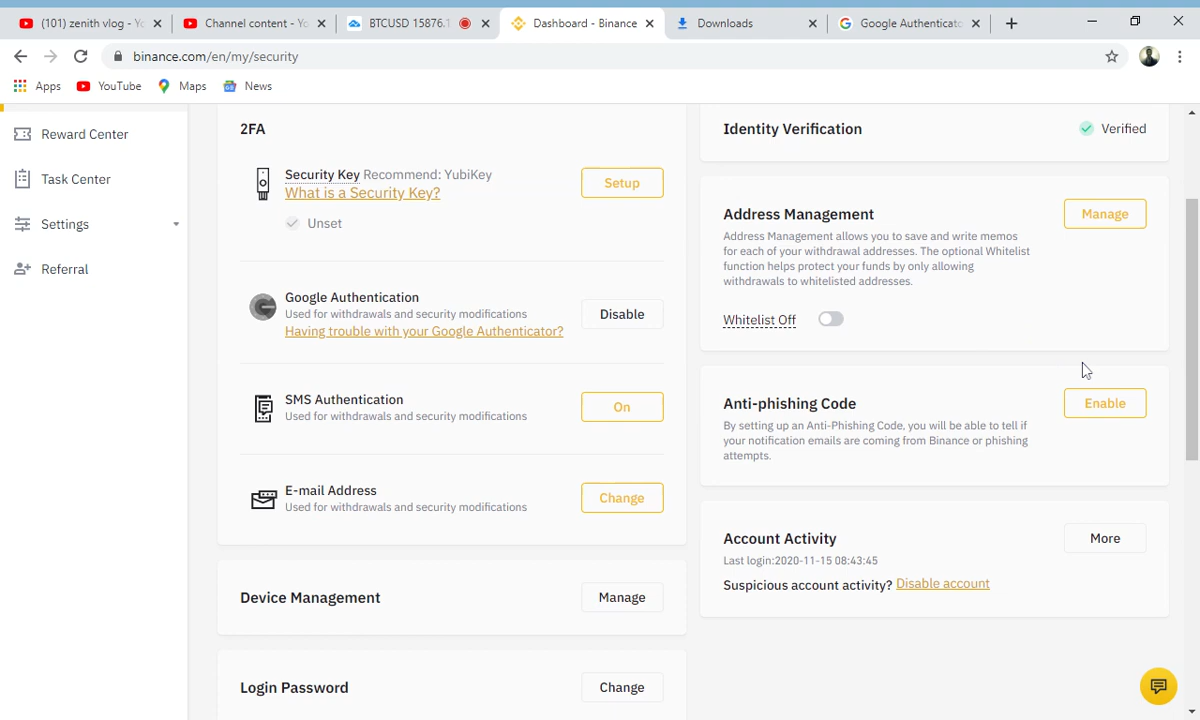 (101) zenith vlog - Yo
Channel content - Yo
BTCUSD 15876.1
Dashboard - Binance
Downloads
Google Authenticato
binance.com/en/my/security
Apps
YouTube
Maps
News
Reward Center
Task Center
Settings
Referral
2FA
Security Key Recommend: YubiKey
What is a Security Key?
Unset
Setup
Google Authentication
Used for withdrawals and security modifications
Having trouble with your Google Authenticator?
Disable
SMS Authentication
Used for withdrawals and security modifications
On
E-mail Address
Used for withdrawals and security modifications
Change
Device Management
Manage
Login Password
Change
Identity Verification
Verified
Address Management
Manage
Address Management allows you to save and write memos
for each of your withdrawal addresses. The optional Whitelist
function helps protect your funds by only allowing
withdrawals to whitelisted addresses.
Whitelist Off
Anti-phishing Code
Enable
By setting up an Anti-Phishing Code, you will be able to tell if
your notification emails are coming from Binance or phishing
attempts.
Account Activity
More
Last login:2020-11-15 08:43:45
Suspicious account activity? Disable account